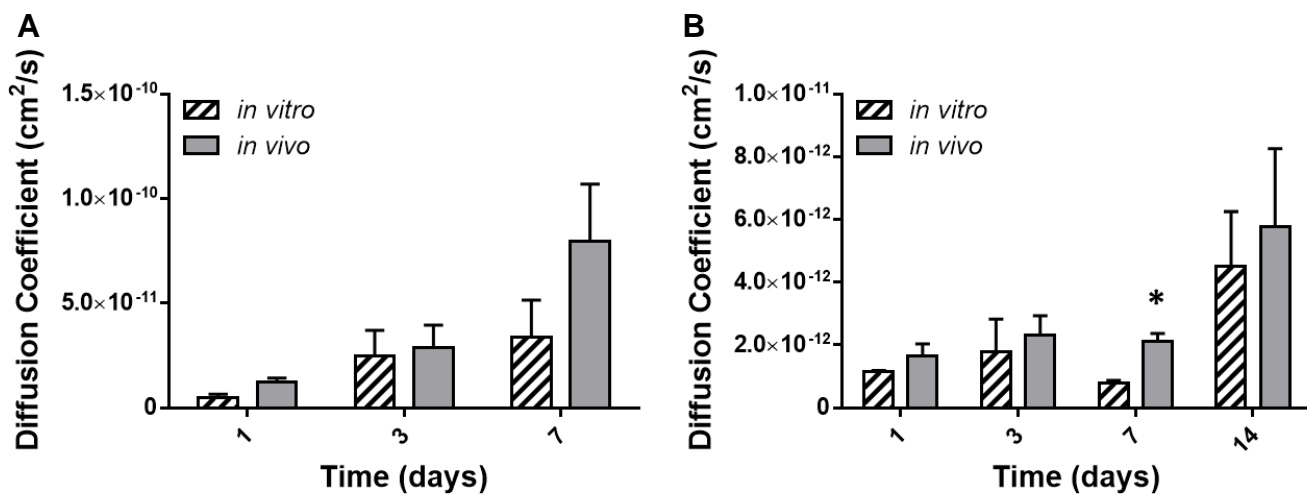 A
Diffusion Coefficient (cm²/s)
1.5×10⁻¹⁰
1.0×10⁻¹⁰
5.0×10⁻¹¹
0
in vitro
in vivo
1 3 7
Time (days)
B
Diffusion Coefficient (cm²/s)
1.0×10⁻¹¹
8.0×10⁻¹²
6.0×10⁻¹²
4.0×10⁻¹²
2.0×10⁻¹²
0
in vitro
in vivo
*
1 3 7 14
Time (days)